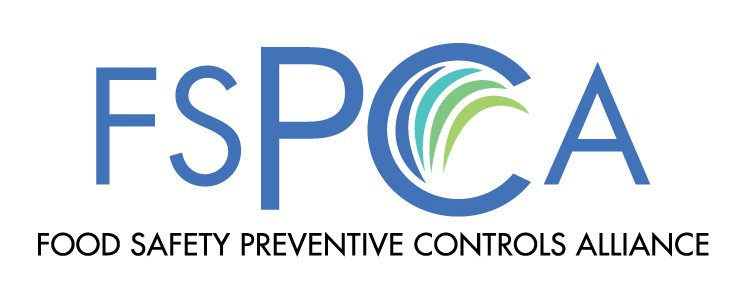 FSPCA
FOOD SAFETY PREVENTIVE CONTROLS ALLIANCE